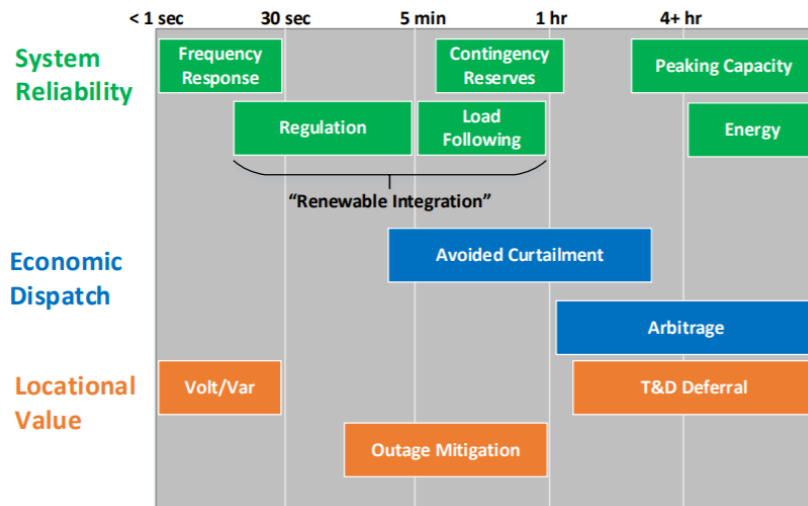 < 1 sec 30 sec 5 min 1 hr 4+ hr
System
Reliability
Frequency
Response
Contingency
Reserves
Peaking Capacity
Regulation
Load
Following
Energy
“Renewable Integration”
Economic
Dispatch
Avoided Curtailment
Arbitrage
Locational
Value
Volt/Var
T&D Deferral
Outage Mitigation